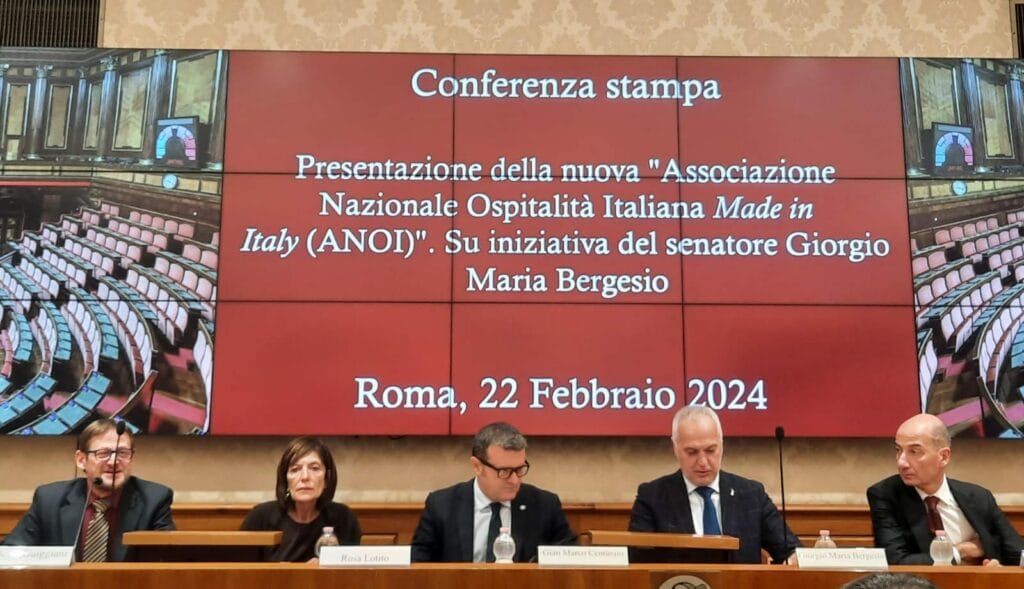 Conferenza stampa
Presentazione della nuova "Associazione
Nazionale Ospitalità Italiana Made in
Italy (ANOI)". Su iniziativa del senatore Giorgio
Maria Bergesio
Roma, 22 Febbraio 2024
Rosa Lotito
Gian Marco Centinaio
Giorgio Maria Bergesio